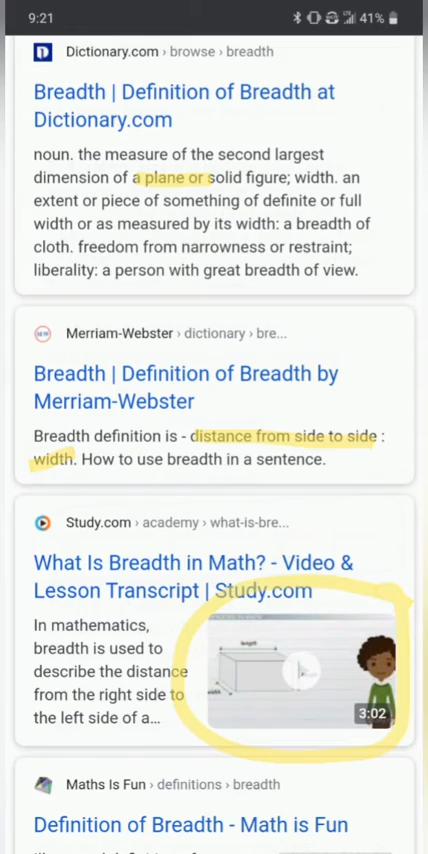 9:21
41%
Dictionary.com › browse › breadth
Breadth | Definition of Breadth at
Dictionary.com
noun. the measure of the second largest
dimension of a plane or solid figure; width. an
extent or piece of something of definite or full
width or as measured by its width: a breadth of
cloth. freedom from narrowness or restraint;
liberality: a person with great breadth of view.
Merriam-Webster › dictionary › bre...
Breadth | Definition of Breadth by
Merriam-Webster
Breadth definition is - distance from side to side :
width. How to use breadth in a sentence.
Study.com › academy › what-is-bre...
What Is Breadth in Math? - Video &
Lesson Transcript | Study.com
In mathematics,
breadth is used to
describe the distance
from the right side to
the left side of a...
length
width
3:02
Maths Is Fun › definitions › breadth
Definition of Breadth - Math is Fun